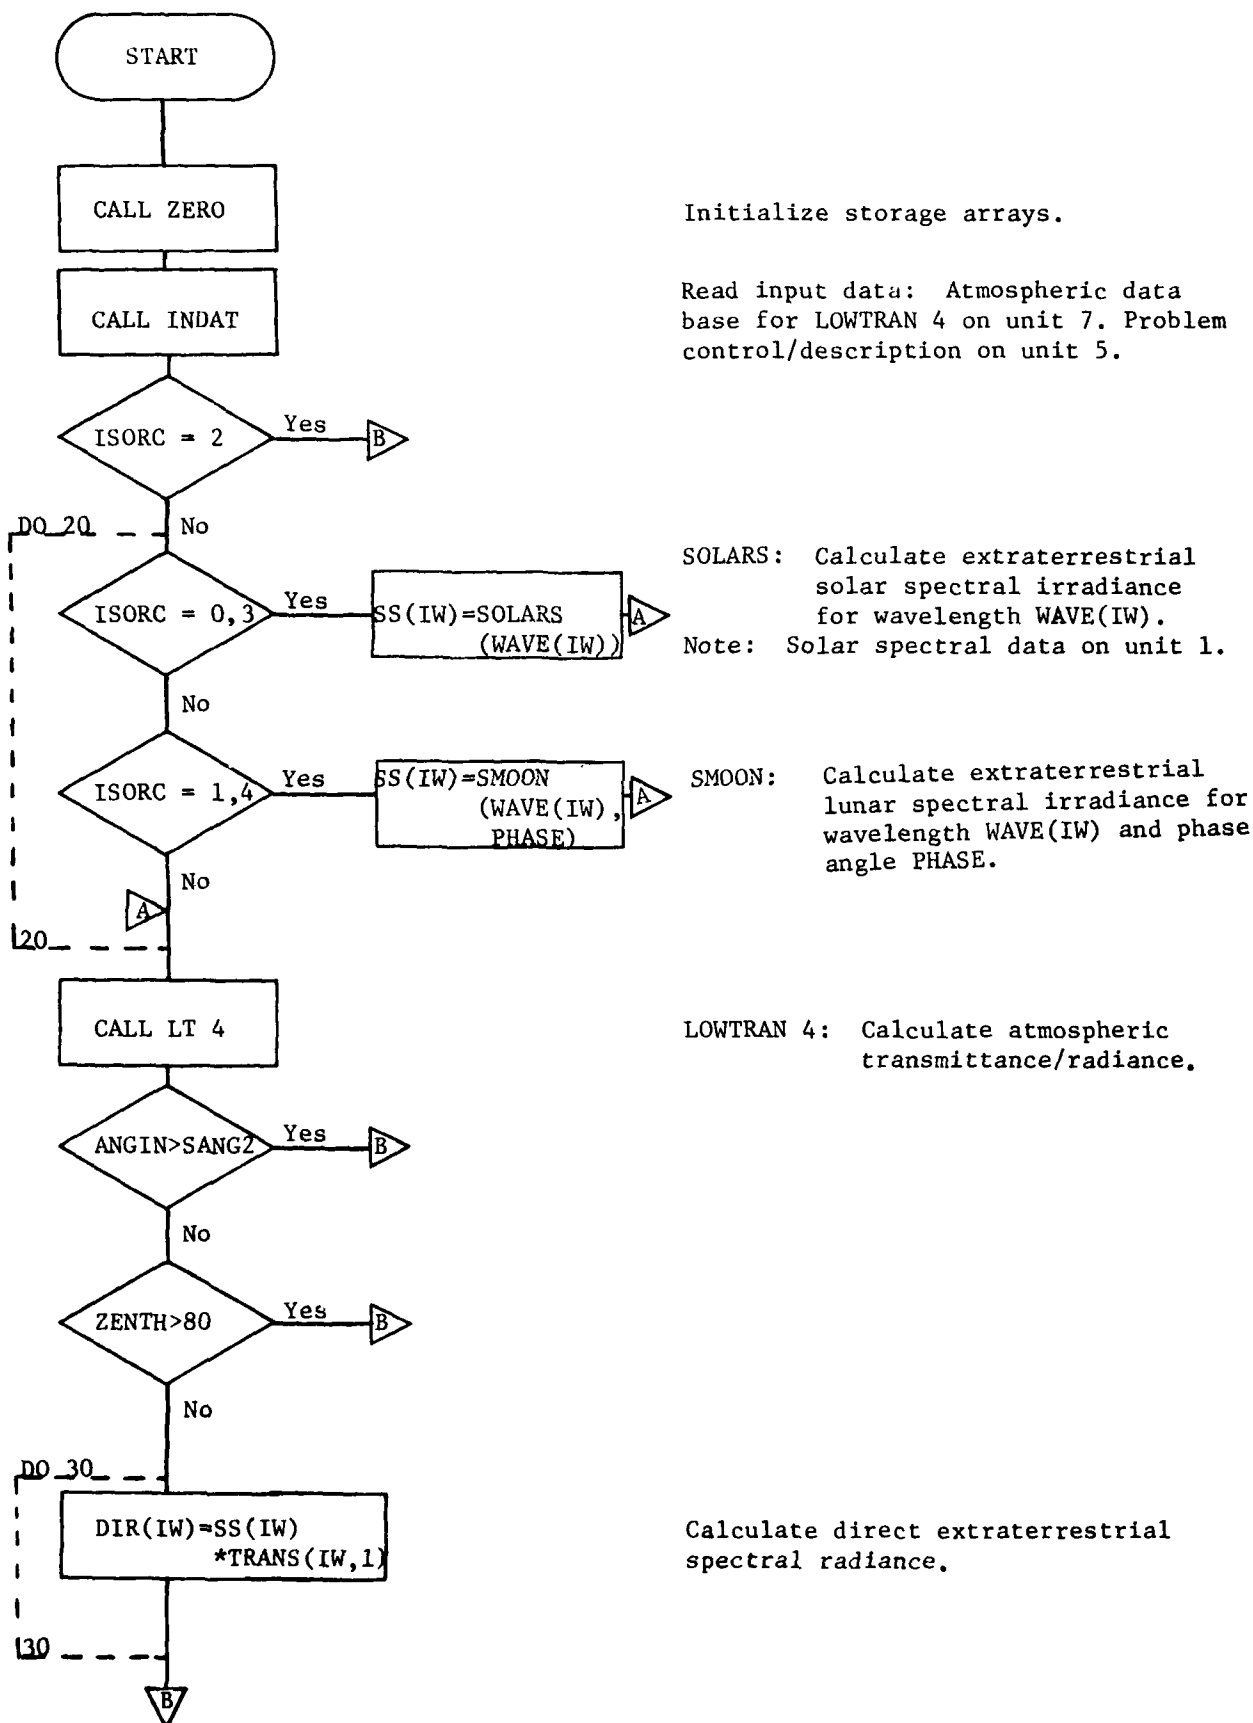 START
CALL ZERO
Initialize storage arrays.
CALL INDAT
Read input data: Atmospheric data
base for LOWTRAN 4 on unit 7. Problem
control/description on unit 5.
ISORC = 2
Yes
B
No
DO 20
ISORC = 0,3
Yes
SS(IW)=SOLARS
(WAVE(IW))
A
SOLARS: Calculate extraterrestrial
solar spectral irradiance
for wavelength WAVE(IW).
Note: Solar spectral data on unit 1.
No
ISORC = 1,4
Yes
SS(IW)=SMOON
(WAVE(IW),
PHASE)
A
SMOON: Calculate extraterrestrial
lunar spectral irradiance for
wavelength WAVE(IW) and phase
angle PHASE.
No
A
20
CALL LT 4
LOWTRAN 4: Calculate atmospheric
transmittance/radiance.
ANGIN>SANG2
Yes
B
No
ZENTH>80
Yes
B
No
DO 30
DIR(IW)=SS(IW)
*TRANS(IW,1)
Calculate direct extraterrestrial
spectral radiance.
30
B